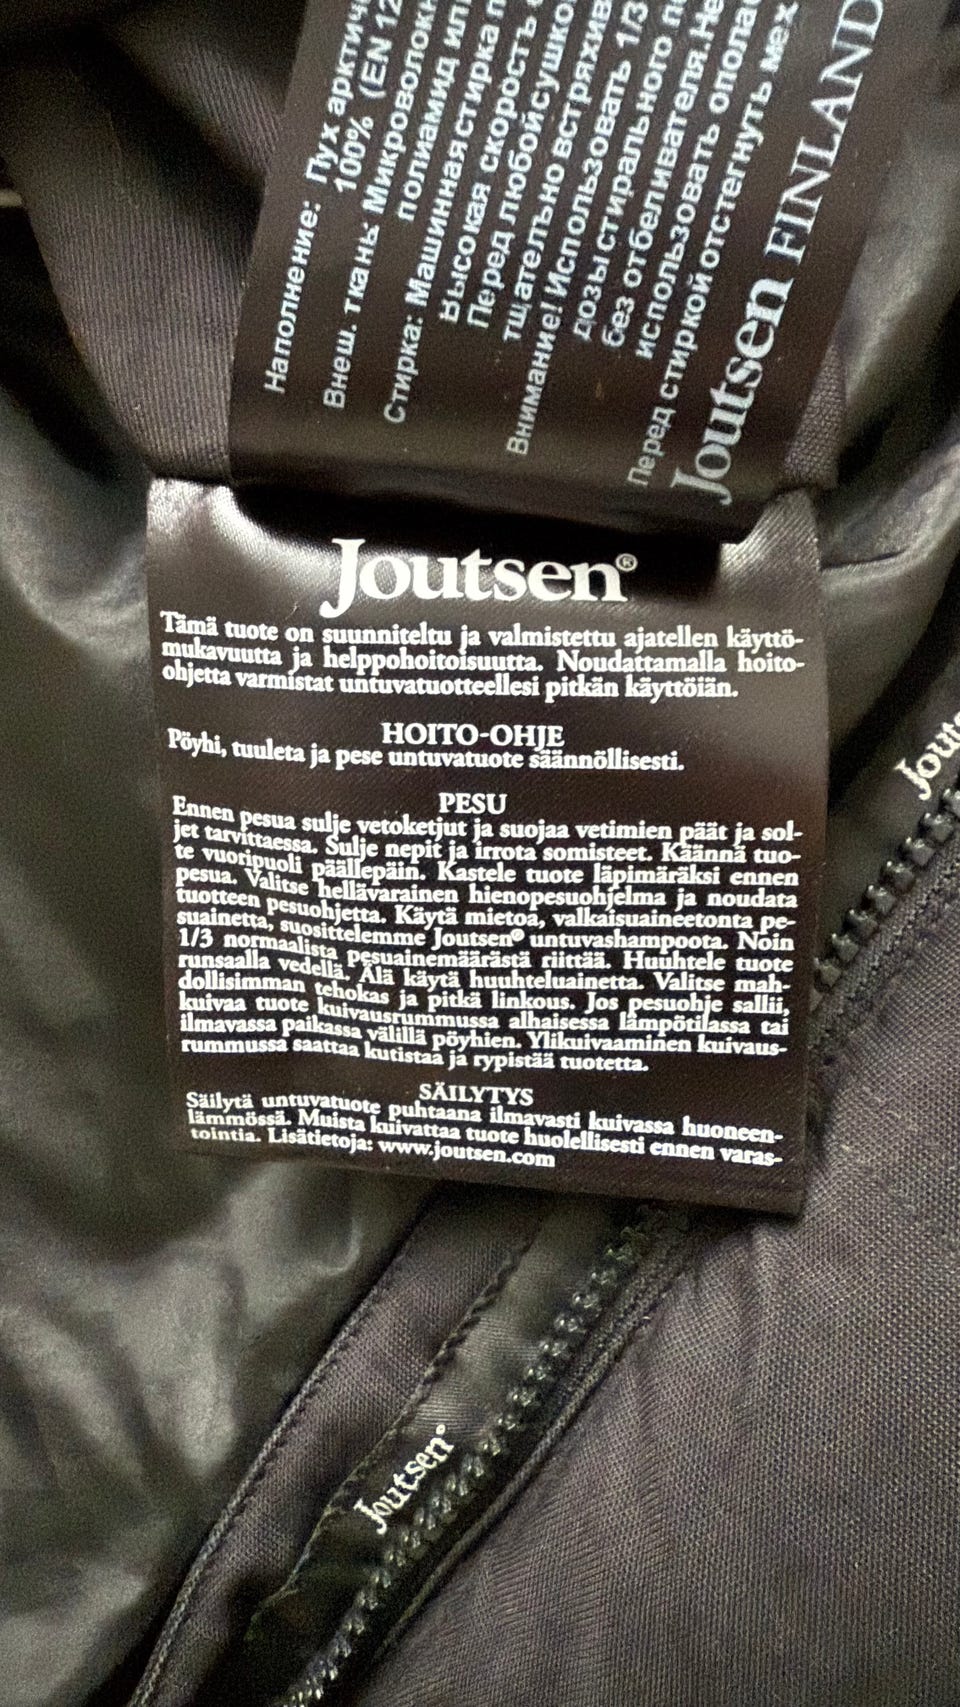 Наполнение: Пух арктич
100% (EN 12
Внеш. ткань: Микроволокн
полиамид ип
Стирка: Машинная стирка п
Высокая скорость
Перед любой сушко
тщательно встряхив
Внимание! Использовать 1/3
дозы стирального п
без отбеливателя. Не
использовать опола
Перед стиркой отстегнуть мех
Joutsen FINLAND
Joutsen®
Tämä tuote on suunniteltu ja valmistettu ajatellen käyttö-
mukavuutta ja helppohoitoisuutta. Noudattamalla hoito-
ohjetta varmistat untuvatuotteellesi pitkän käyttöiän.
HOITO-OHJE
Pöyhi, tuuleta ja pese untuvatuote säännöllisesti.
PESU
Ennen pesua sulje vetoketjut ja suojaa vetimien päät ja sol-
jet tarvittaessa. Sulje nepit ja irrota somisteet. Käännä tuo-
te vuoripuoli päällepäin. Kastele tuote läpimäräksi ennen
pesua. Valitse hellävarainen hienopesuohjelma ja noudata
tuotteen pesuohjetta. Käytä mietoa, valkaisuaineetonta pe-
suainetta, suosittelemme Joutsen® untuvashampoota. Noin
1/3 normaalista pesuainemäärästä riittää. Huuhtele tuote
runsaalla vedellä. Älä käytä huuhteluainetta. Valitse mah-
dollisimman tehokas ja pitkä linkous. Jos pesuohje sallii,
kuivaa tuote kuivausrummussa alhaisessa lämpötilassa tai
ilmavassa paikassa välillä pöyhien. Ylikuivaaminen kuivaus-
rummussa saattaa kutistaa ja rypistää tuotetta.
SÄILYTYS
Säilytä untuvatuote puhtaana ilmavasti kuivassa huoneen-
lämmössä. Muista kuivattaa tuote huolellisesti ennen varas-
tointia. Lisätietoja: www.joutsen.com
Jouts
Joutsen®